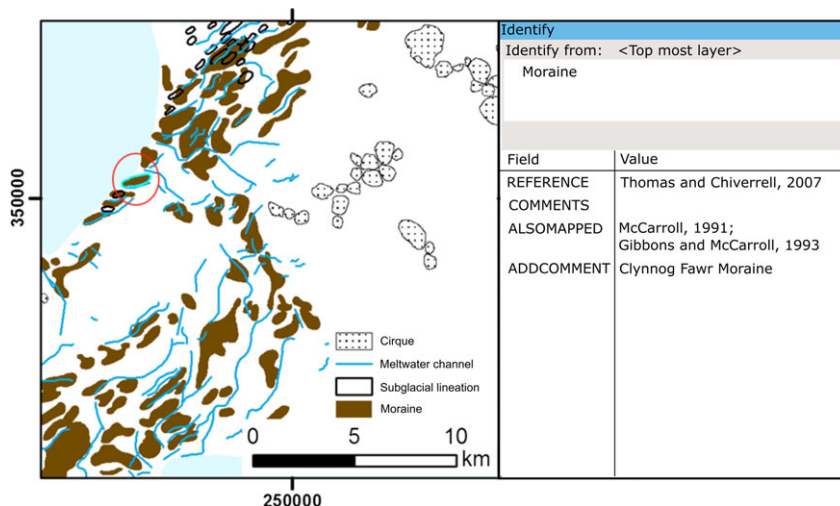 350000
250000
Cirque
Meltwater channel
Subglacial lineation
Moraine
0 5 10
km
Identify
Identify from: <Top most layer>
Moraine
Field Value
REFERENCE Thomas and Chiverrell, 2007
COMMENTS
ALSOMAPPED McCarroll, 1991;
Gibbons and McCarroll, 1993
ADDCOMMENT Clynnog Fawr Moraine